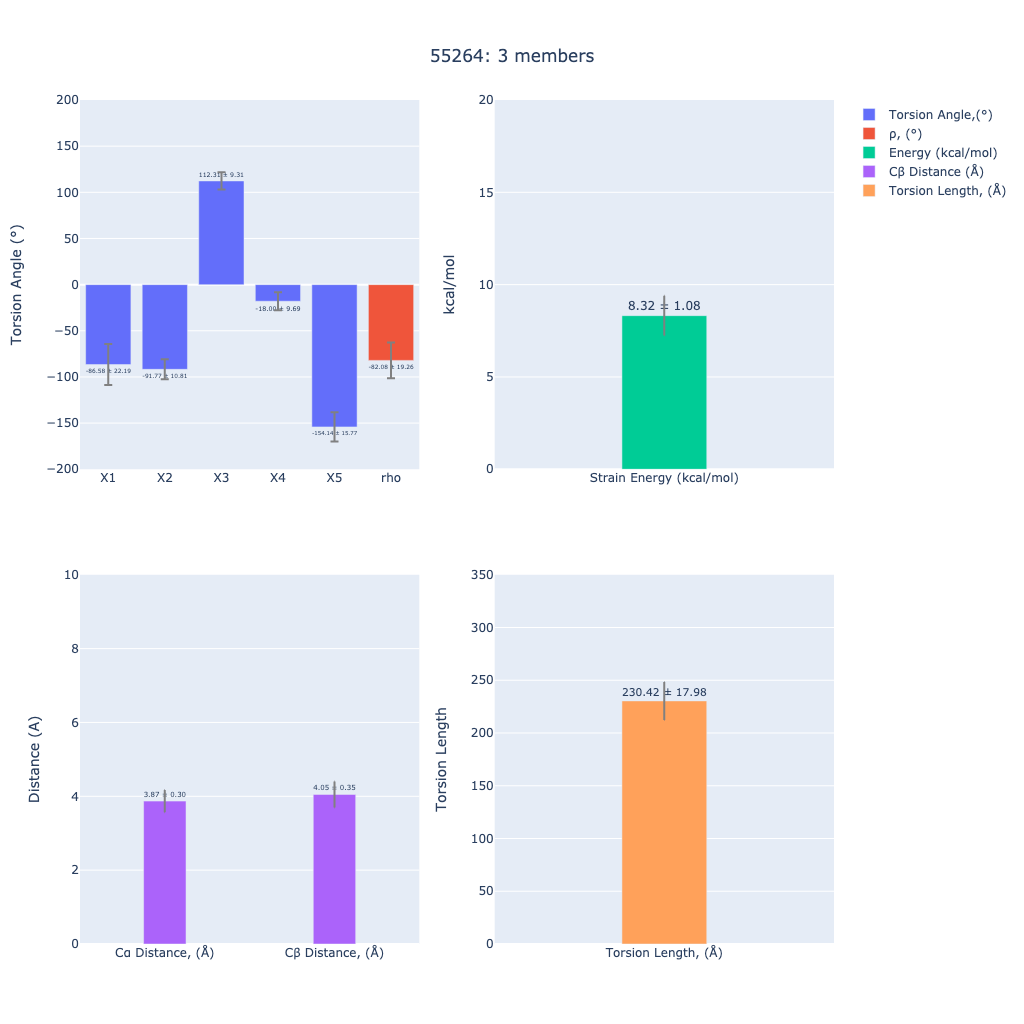 55264: 3 members
Torsion Angle (°)
200
150
100
50
0
−50
−100
−150
−200
-86.58 ± 22.19
-91.77 ± 10.81
112.31 ± 9.31
-18.00 ± 9.69
-154.14 ± 15.77
-82.08 ± 19.26
X1 X2 X3 X4 X5 rho
kcal/mol
20
15
10
5
0
8.32 ± 1.08
Strain Energy (kcal/mol)
Torsion Angle,(°)
ρ, (°)
Energy (kcal/mol)
Cβ Distance (Å)
Torsion Length, (Å)
Distance (A)
10
8
6
4
2
0
3.87 ± 0.30
4.05 ± 0.35
Cα Distance, (Å) Cβ Distance, (Å)
Torsion Length
350
300
250
200
150
100
50
0
230.42 ± 17.98
Torsion Length, (Å)